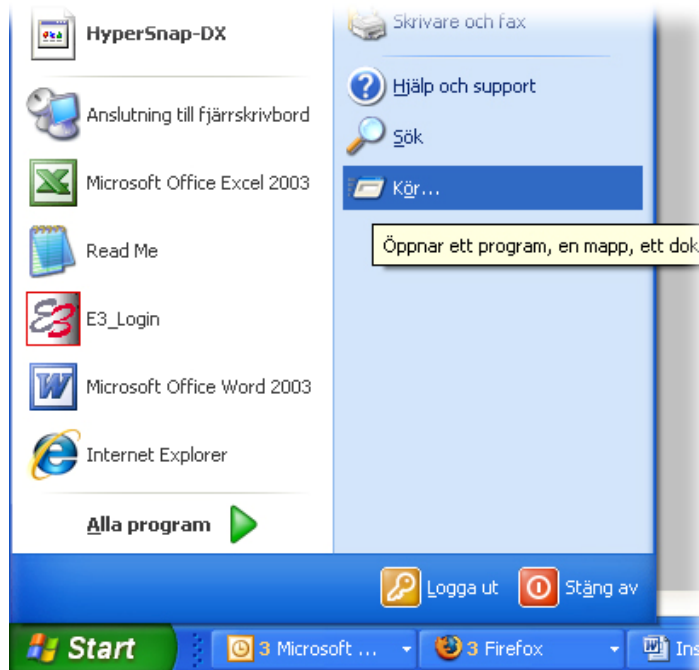 HyperSnap-DX
Anslutning till fjärrskrivbord
Microsoft Office Excel 2003
Read Me
E3_Login
Microsoft Office Word 2003
Internet Explorer
Alla program
Skrivare och fax
Hjälp och support
Sök
Kör...
Öppnar ett program, en mapp, ett dok
Logga ut
Stäng av
Start
3 Microsoft ...
3 Firefox
In